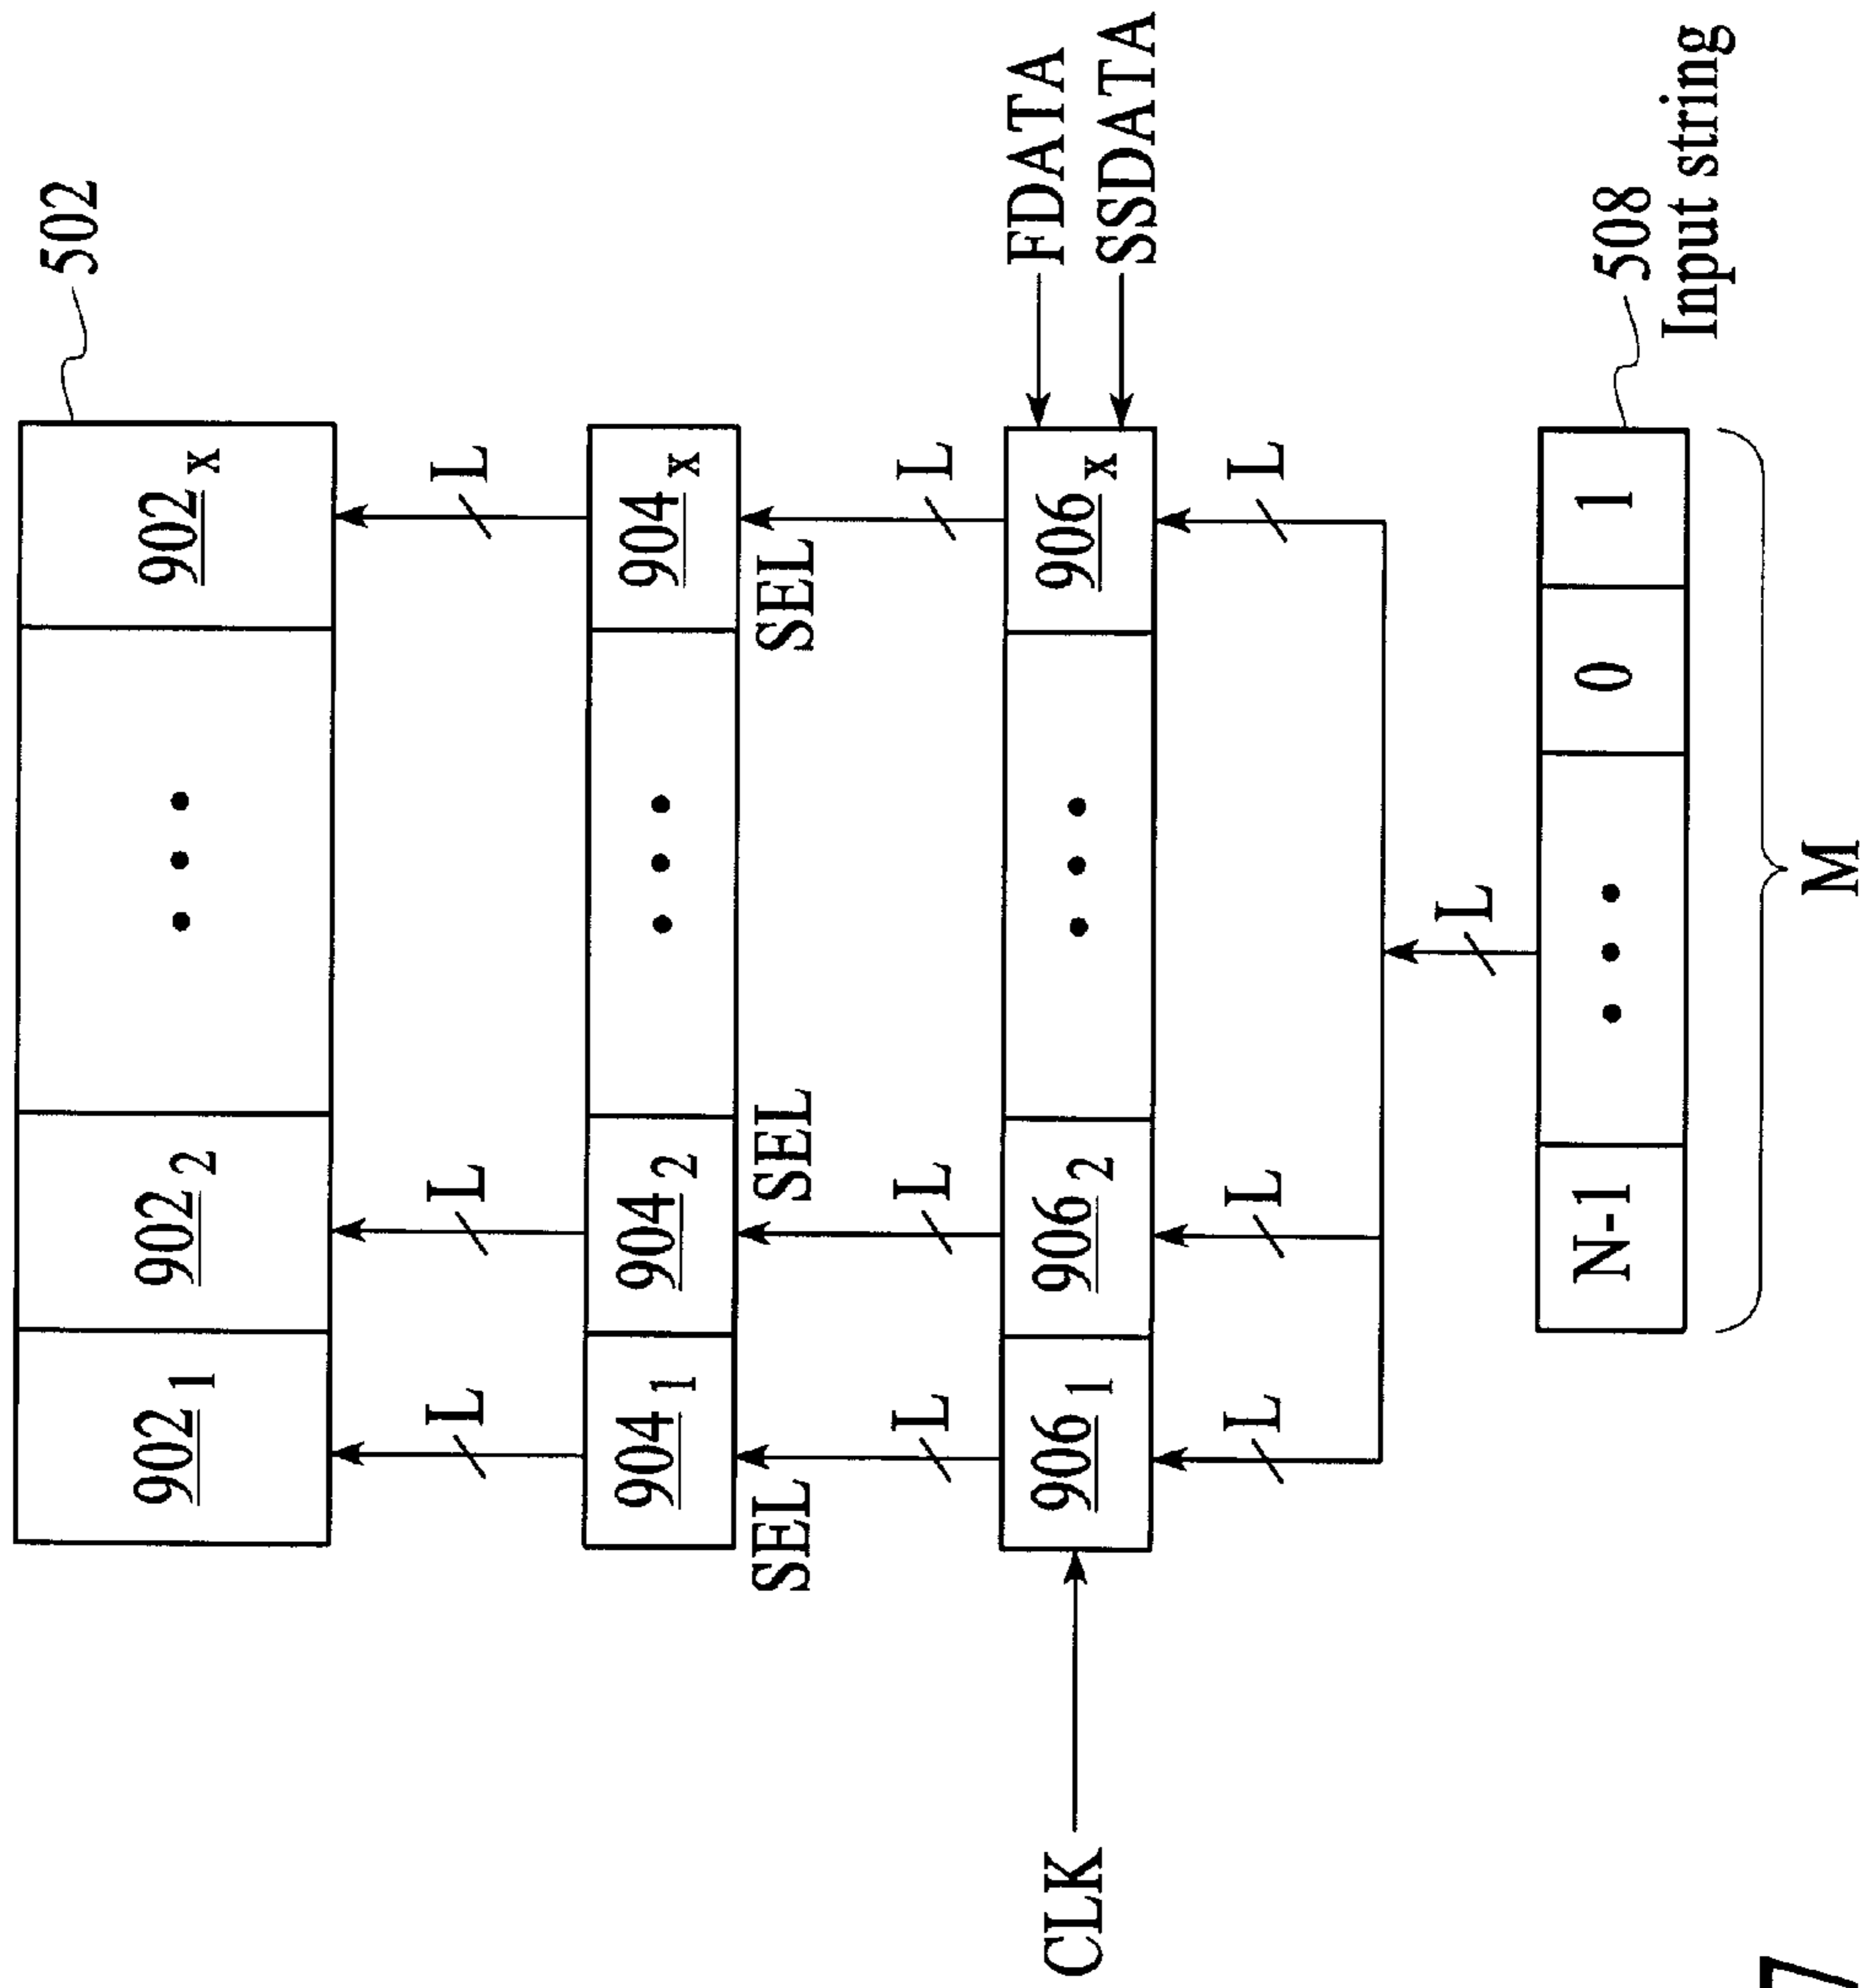 502
902 1 902 2 • • • 902 x
L L L
904 1 904 2 • • • 904 x
SEL SEL SEL
L L L
FDATA
CLK 906 1 906 2 • • • 906 x
SSDATA
L L L
L
508
N-1 • • • 0 1
Input string
M
7